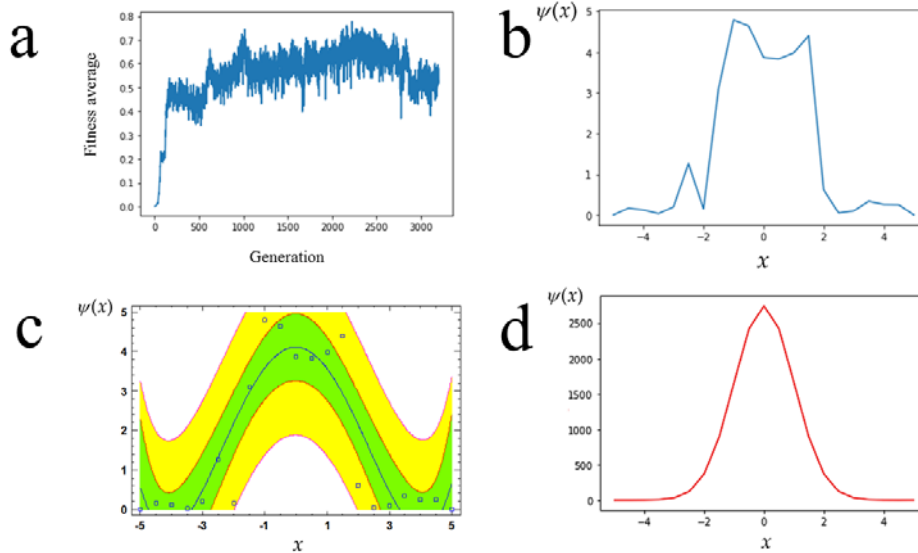 a
Fitness average
0.8
0.7
0.6
0.5
0.4
0.3
0.2
0.1
0.0
0 500 1000 1500 2000 2500 3000
Generation
b
ψ(x)
5
4
3
2
1
0
−4 −2 0 2 4
x
c
ψ(x)
5
4
3
2
1
0
-5 -3 -1 1 3 5
x
d
ψ(x)
2500
2000
1500
1000
500
0
−4 −2 0 2 4
x